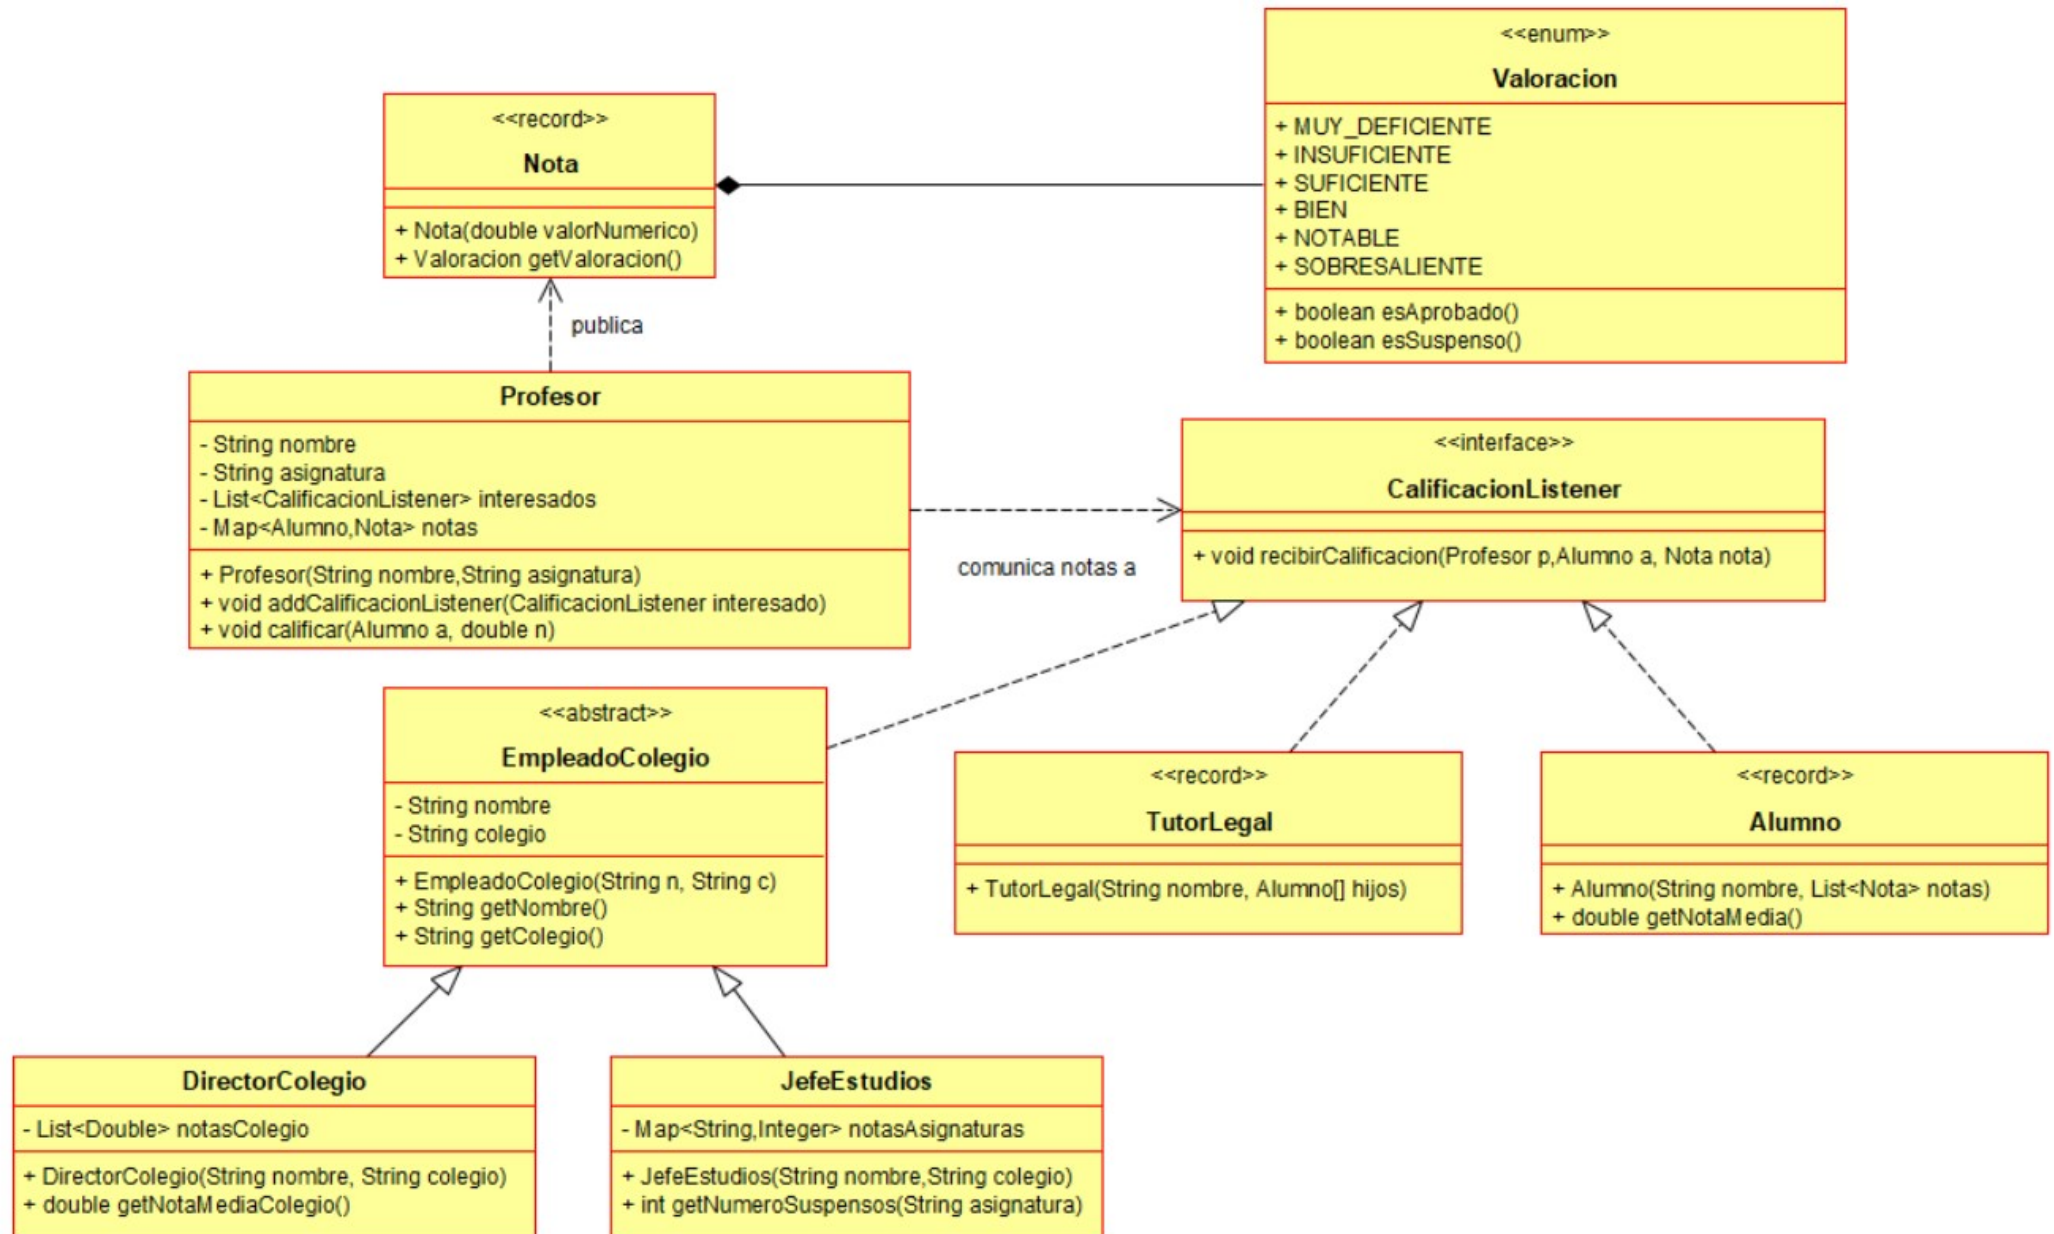 <<enum>>
Valoracion
+ MUY_DEFICIENTE
+ INSUFICIENTE
+ SUFICIENTE
+ BIEN
+ NOTABLE
+ SOBRESALIENTE
+ boolean esAprobado()
+ boolean esSuspenso()
<<record>>
Nota
+ Nota(double valorNumerico)
+ Valoracion getValoracion()
publica
Profesor
- String nombre
- String asignatura
- List<CalificacionListener> interesados
- Map<Alumno,Nota> notas
+ Profesor(String nombre,String asignatura)
+ void addCalificacionListener(CalificacionListener interesado)
+ void calificar(Alumno a, double n)
comunica notas a
<<interface>>
CalificacionListener
+ void recibirCalificacion(Profesor p,Alumno a, Nota nota)
<<abstract>>
EmpleadoColegio
- String nombre
- String colegio
+ EmpleadoColegio(String n, String c)
+ String getNombre()
+ String getColegio()
<<record>>
TutorLegal
+ TutorLegal(String nombre, Alumno[] hijos)
<<record>>
Alumno
+ Alumno(String nombre, List<Nota> notas)
+ double getNotaMedia()
DirectorColegio
- List<Double> notasColegio
+ DirectorColegio(String nombre, String colegio)
+ double getNotaMediaColegio()
JefeEstudios
- Map<String,Integer> notasAsignaturas
+ JefeEstudios(String nombre,String colegio)
+ int getNumeroSuspensos(String asignatura)